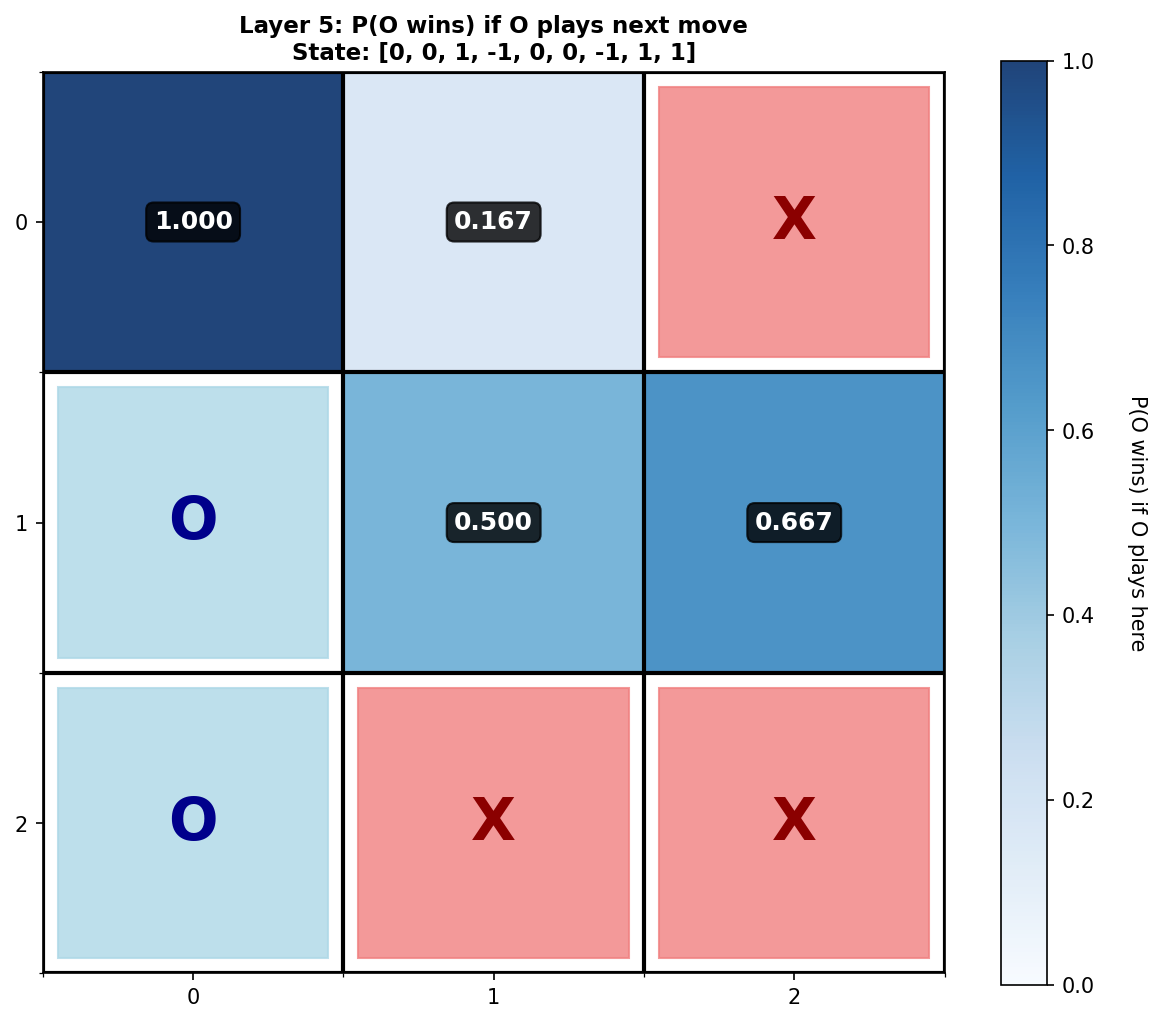 Layer 5: P(O wins) if O plays next move
State: [0, 0, 1, -1, 0, 0, -1, 1, 1]
0
1.000
0.167
X
1
O
0.500
0.667
2
O
X
X
0
1
2
1.0
0.8
0.6
0.4
0.2
0.0
P(O wins) if O plays here